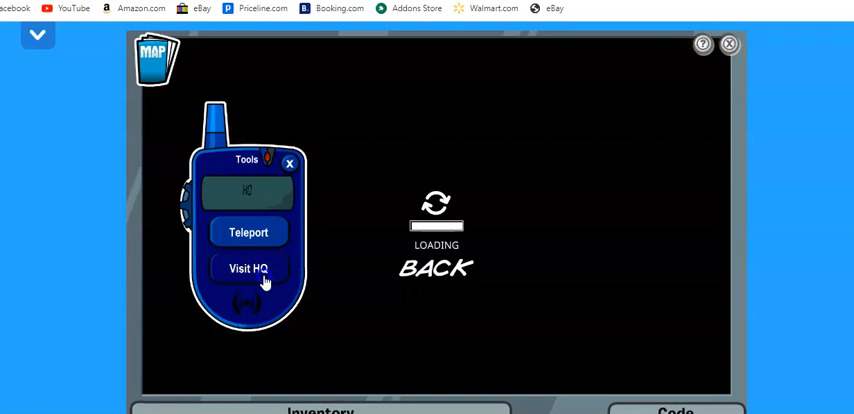 acebook YouTube Amazon.com eBay Priceline.com Booking.com Addons Store Walmart.com eBay
MAP
Tools
x
HQ
Teleport
Visit HQ
LOADING
BACK
Inventory
Code